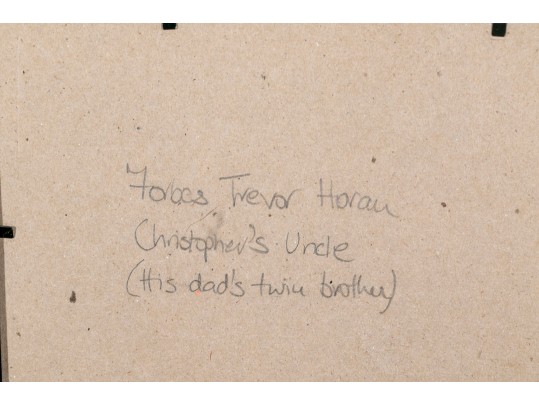 Forbes Trevor Horan
Christopher's Uncle
(His dad's twin brother)